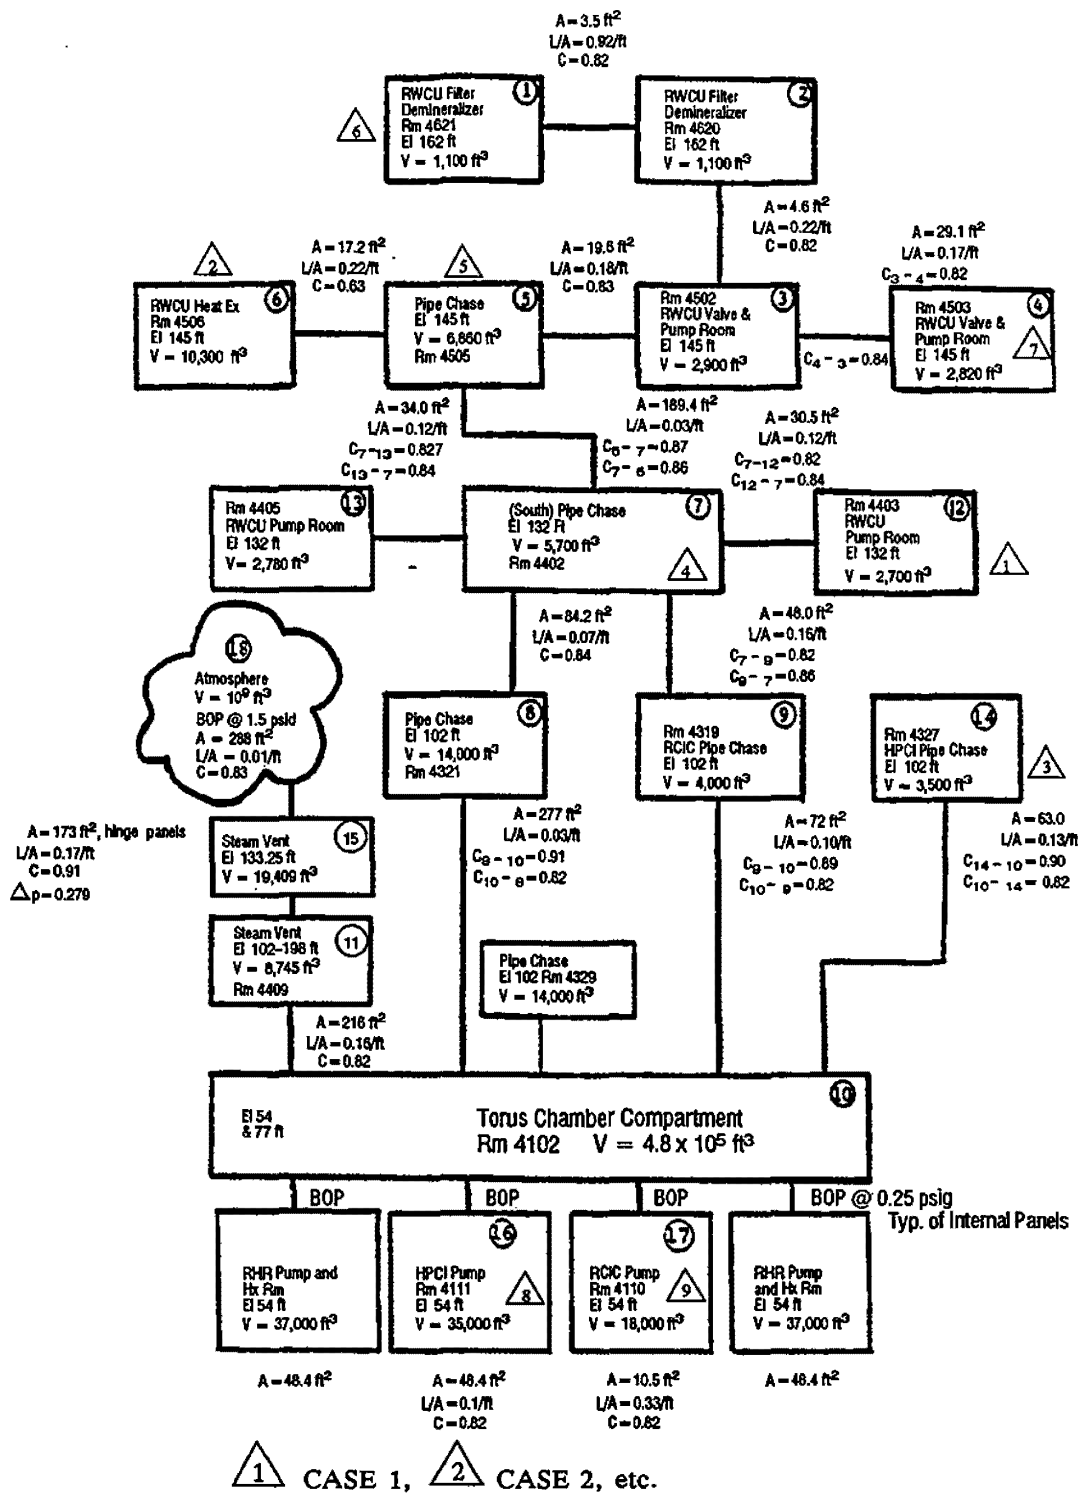 A = 3.5 ft²
L/A = 0.92/ft
C = 0.82
RWCU Filter
Demineralizer
Rm 4621
El 162 ft
V = 1,100 ft³
1
6
RWCU Filter
Demineralizer
Rm 4620
El 162 ft
V = 1,100 ft³
2
A = 4.6 ft²
L/A = 0.22/ft
C = 0.82
A = 17.2 ft²
L/A = 0.22/ft
C = 0.63
A = 19.6 ft²
L/A = 0.18/ft
C = 0.83
A = 29.1 ft²
L/A = 0.17/ft
C3 - 4 = 0.82
2
RWCU Heat Ex
Rm 4506
El 145 ft
V = 10,300 ft³
6
5
Pipe Chase
El 145 ft
V = 6,860 ft³
Rm 4505
5
Rm 4502
RWCU Valve &
Pump Room
El 145 ft
V = 2,900 ft³
3
C4 - 3 = 0.84
Rm 4503
RWCU Valve &
Pump Room
El 145 ft
V = 2,820 ft³
4
7
A = 34.0 ft²
L/A = 0.12/ft
C7-13 = 0.827
C13 - 7 = 0.84
A = 169.4 ft²
L/A = 0.03/ft
C5 - 7 = 0.87
C7 - 5 = 0.86
A = 30.5 ft²
L/A = 0.12/ft
C7-12 = 0.82
C12 - 7 = 0.84
Rm 4405
RWCU Pump Room
El 132 ft
V = 2,780 ft³
13
(South) Pipe Chase
El 132 Ft
V = 5,700 ft³
Rm 4402
7
4
Rm 4403
RWCU
Pump Room
El 132 ft
V = 2,700 ft³
12
1
A = 84.2 ft²
L/A = 0.07/ft
C = 0.84
A = 48.0 ft²
L/A = 0.16/ft
C7 - 9 = 0.82
C9 - 7 = 0.86
18
Atmosphere
V = 10⁹ ft³
BOP @ 1.5 psid
A = 288 ft²
L/A = 0.01/ft
C = 0.83
Pipe Chase
El 102 ft
V = 14,000 ft³
Rm 4321
8
Rm 4319
RCIC Pipe Chase
El 102 ft
V = 4,000 ft³
9
Rm 4327
HPCI Pipe Chase
El 102 ft
V = 3,500 ft³
14
3
A = 173 ft², hinge panels
L/A = 0.17/ft
C = 0.91
Δp = 0.279
Steam Vent
El 133.25 ft
V = 19,409 ft³
15
A = 277 ft²
L/A = 0.03/ft
C9 - 10 = 0.91
C10 - 8 = 0.82
A = 72 ft²
L/A = 0.10/ft
C9 - 10 = 0.89
C10 - 9 = 0.82
A = 63.0
L/A = 0.13/ft
C14 - 10 = 0.90
C10 - 14 = 0.82
Steam Vent
El 102-198 ft
V = 8,745 ft³
Rm 4409
11
Pipe Chase
El 102 Rm 4329
V = 14,000 ft³
A = 216 ft²
L/A = 0.16/ft
C = 0.82
El 54
& 77 ft
Torus Chamber Compartment
Rm 4102 V = 4.8 x 10⁵ ft³
10
BOP
BOP
BOP
BOP @ 0.25 psig
Typ. of Internal Panels
RHR Pump and
Hx Rm
El 54 ft
V = 37,000 ft³
16
HPCI Pump
Rm 4111
El 54 ft
V = 35,000 ft³
8
17
RCIC Pump
Rm 4110
El 54 ft
V = 18,000 ft³
9
RHR Pump
and Hx Rm
El 54 ft
V = 37,000 ft³
A = 48.4 ft²
A = 48.4 ft²
L/A = 0.1/ft
C = 0.82
A = 10.5 ft²
L/A = 0.33/ft
C = 0.82
A = 48.4 ft²
1 CASE 1, 2 CASE 2, etc.